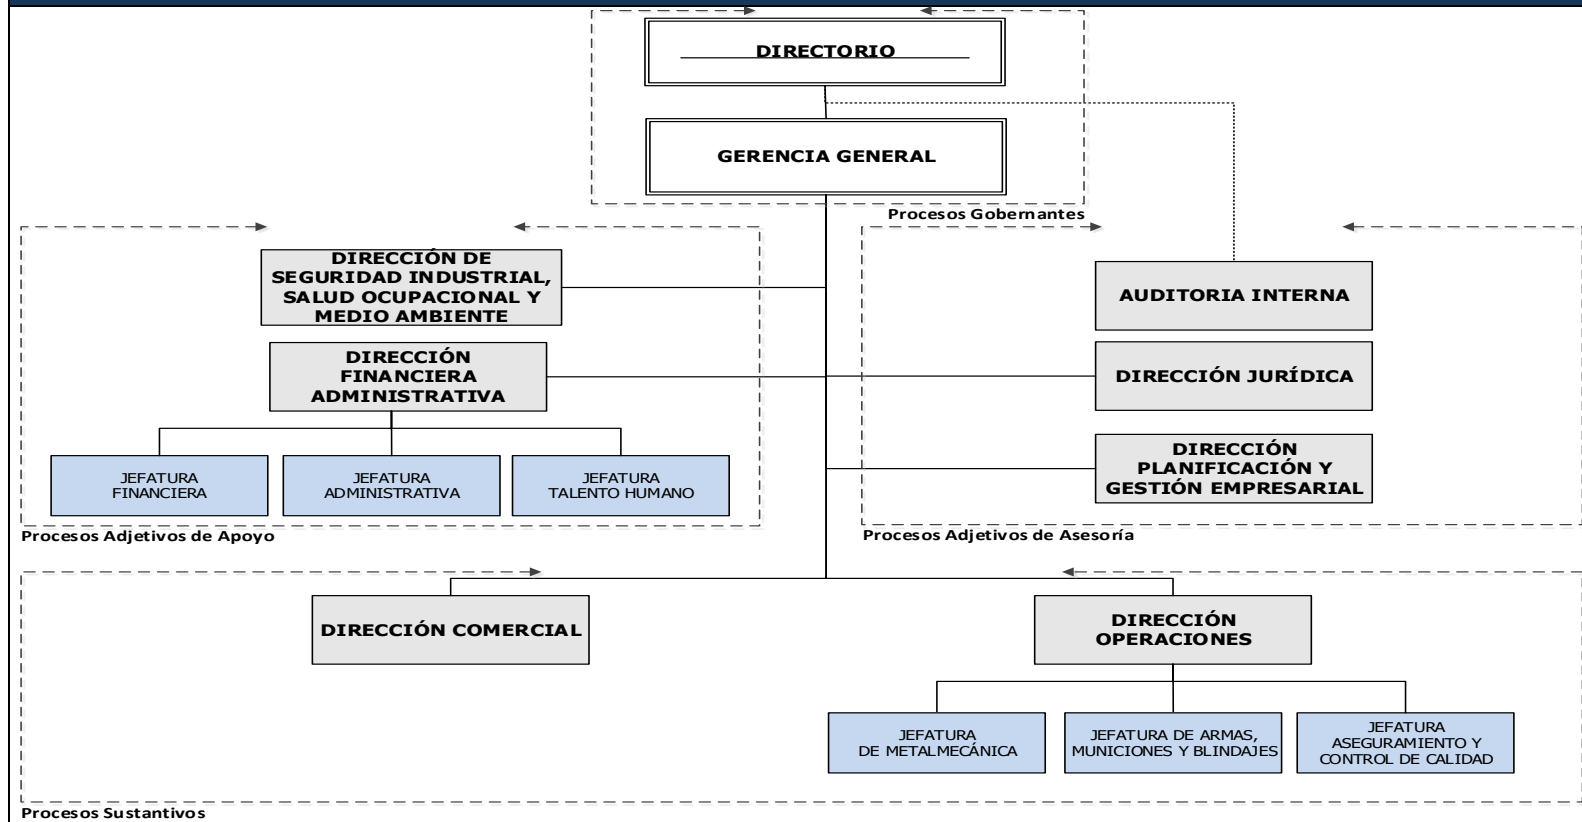 DIRECTORIO
GERENCIA GENERAL
Procesos Gobernantes
DIRECCIÓN DE
SEGURIDAD INDUSTRIAL,
SALUD OCUPACIONAL Y
MEDIO AMBIENTE
DIRECCIÓN
FINANCIERA
ADMINISTRATIVA
JEFATURA
FINANCIERA
JEFATURA
ADMINISTRATIVA
JEFATURA
TALENTO HUMANO
Procesos Adjetivos de Apoyo
AUDITORIA INTERNA
DIRECCIÓN JURÍDICA
DIRECCIÓN
PLANIFICACIÓN Y
GESTIÓN EMPRESARIAL
Procesos Adjetivos de Asesoría
DIRECCIÓN COMERCIAL
DIRECCIÓN
OPERACIONES
JEFATURA
DE METALMECÁNICA
JEFATURA DE ARMAS,
MUNICIONES Y BLINDAJES
JEFATURA
ASEGURAMIENTO Y
CONTROL DE CALIDAD
Procesos Sustantivos